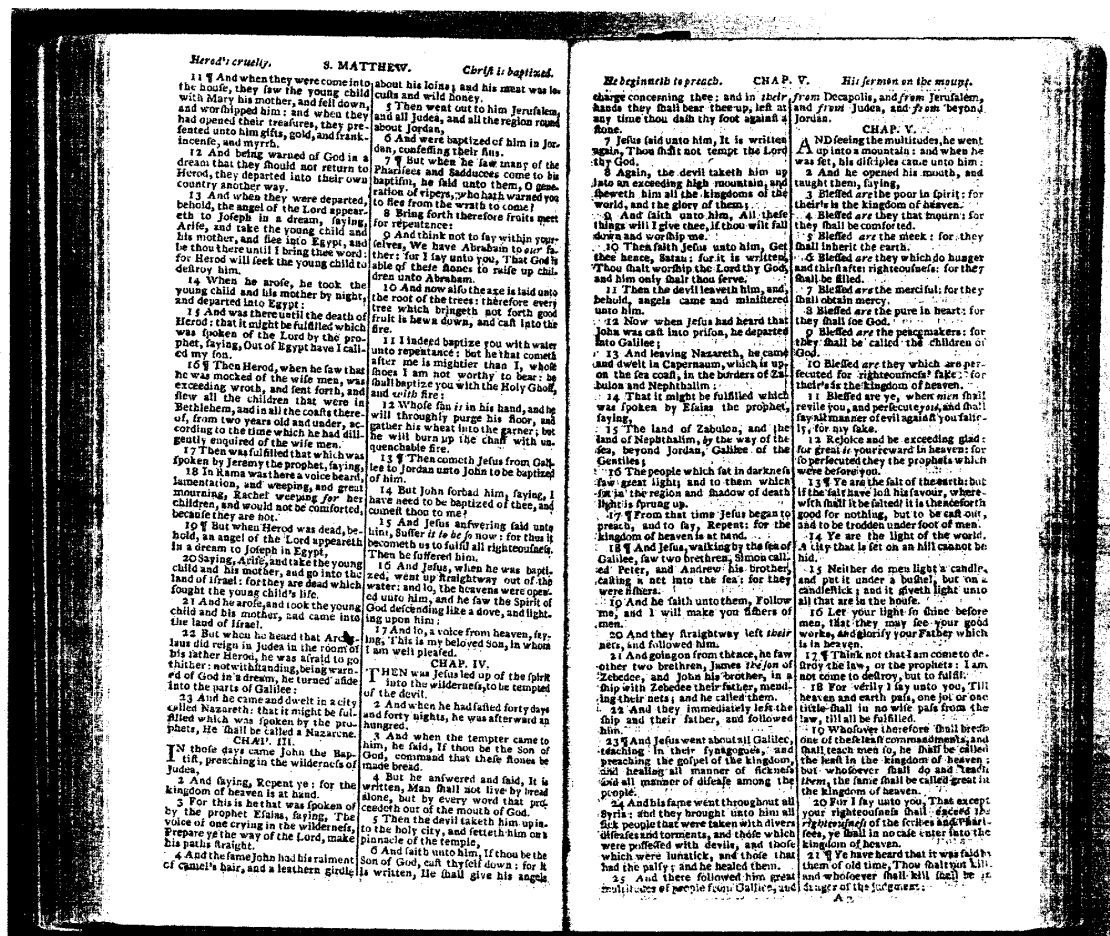 Herod's cruelty. S. MATTHEW. Chriſt is baptized.
11 ¶ And when they were come into
the houſe, they ſaw the young child
with Mary his mother, and fell down,
and worſhipped him: and when they
had opened their treaſures, they pre-
ſented unto him gifts, gold, and frank-
incenſe, and myrrh.
12 And being warned of God in a
dream that they ſhould not return to
Herod, they departed into their own
country another way.
13 And when they were departed,
behold, the angel of the Lord appear-
eth to Joſeph in a dream, ſaying,
Ariſe, and take the young child and
his mother, and flee into Egypt, and
be thou there until I bring thee word:
for Herod will ſeek the young child to
deſtroy him.
14 When he aroſe, he took the
young child and his mother by night,
and departed into Egypt:
15 And was there until the death of
Herod: that it might be fulfilled which
was ſpoken of the Lord by the pro-
phet, ſaying, Out of Egypt have I call-
ed my ſon.
16 ¶ Then Herod, when he ſaw that
he was mocked of the wiſe men, was
exceeding wroth, and ſent forth, and
ſlew all the children that were in
Bethlehem, and in all the coaſts there-
of, from two years old and under, ac-
cording to the time which he had dili-
gently enquired of the wiſe men.
17 Then was fulfilled that which was
ſpoken by Jeremy the prophet, ſaying,
18 In Rama was there a voice heard,
lamentation, and weeping, and great
mourning, Rachel weeping for her
children, and would not be comforted,
becauſe they are not.
19 ¶ But when Herod was dead, be-
hold, an angel of the Lord appeareth
in a dream to Joſeph in Egypt,
20 Saying, Ariſe, and take the young
child and his mother, and go into the
land of Iſrael: for they are dead which
ſought the young child's life.
21 And he aroſe, and took the young
child and his mother, and came into
the land of Iſrael.
22 But when he heard that Arche-
laus did reign in Judea in the room of
his father Herod, he was afraid to go
thither: notwithſtanding, being warn-
ed of God in a dream, he turned aſide
into the parts of Galilee:
23 And he came and dwelt in a city
called Nazareth: that it might be ful-
filled which was ſpoken by the pro-
phets, He ſhall be called a Nazarene.
CHAP. III.
IN thoſe days came John the Bap-
tiſt, preaching in the wilderneſs of
Judea,
2 And ſaying, Repent ye: for the
kingdom of heaven is at hand.
3 For this is he that was ſpoken of
by the prophet Eſaias, ſaying, The
voice of one crying in the wilderneſs,
Prepare ye the way of the Lord, make
his paths ſtraight.
4 And the ſame John had his raiment
of camel's hair, and a leathern girdle
about his loins; and his meat was lo-
cuſts and wild honey.
5 Then went out to him Jeruſalem,
and all Judea, and all the region round
about Jordan,
6 And were baptized of him in Jor-
dan, confeſſing their ſins.
7 ¶ But when he ſaw many of the
Phariſees and Sadducees come to his
baptiſm, he ſaid unto them, O gene-
ration of vipers, who hath warned you
to flee from the wrath to come?
8 Bring forth therefore fruits meet
for repentance:
9 And think not to ſay within your-
ſelves, We have Abraham to our fa-
ther: for I ſay unto you, That God is
able of theſe ſtones to raiſe up chil-
dren unto Abraham.
10 And now alſo the axe is laid unto
the root of the trees: therefore every
tree which bringeth not forth good
fruit is hewn down, and caſt into the
fire.
11 I indeed baptize you with water
unto repentance: but he that cometh
after me is mightier than I, whoſe
ſhoes I am not worthy to bear: he
ſhall baptize you with the Holy Ghoſt,
and with fire:
12 Whoſe fan is in his hand, and he
will throughly purge his floor, and
gather his wheat into the garner; but
he will burn up the chaff with un-
quenchable fire.
13 ¶ Then cometh Jeſus from Gali-
lee to Jordan unto John to be baptized
of him.
14 But John forbad him, ſaying, I
have need to be baptized of thee, and
comeſt thou to me?
15 And Jeſus anſwering ſaid unto
him, Suffer it to be ſo now: for thus it
becometh us to fulfil all righteouſneſs.
Then he ſuffered him.
16 And Jeſus, when he was bapti-
zed, went up ſtraightway out of the
water: and lo, the heavens were open-
ed unto him, and he ſaw the Spirit of
God deſcending like a dove, and light-
ing upon him:
17 And lo, a voice from heaven, ſay-
ing, This is my beloved Son, in whom
I am well pleaſed.
CHAP. IV.
THEN was Jeſus led up of the ſpirit
into the wilderneſs, to be tempted
of the devil.
2 And when he had faſted forty days
and forty nights, he was afterward an
hungred.
3 And when the tempter came to
him, he ſaid, If thou be the Son of
God, command that theſe ſtones be
made bread.
4 But he anſwered and ſaid, It is
written, Man ſhall not live by bread
alone, but by every word that pro-
ceedeth out of the mouth of God.
5 Then the devil taketh him up in-
to the holy city, and ſetteth him on a
pinnacle of the temple,
6 And ſaith unto him, If thou be the
Son of God, caſt thyſelf down: for it
is written, He ſhall give his angels
He beginneth to preach. CHAP. V. His ſermon on the mount.
charge concerning thee: and in their
hands they ſhall bear thee up, leſt at
any time thou daſh thy foot againſt a
ſtone.
7 Jeſus ſaid unto him, It is written
again, Thou ſhalt not tempt the Lord
thy God.
8 Again, the devil taketh him up
into an exceeding high mountain, and
ſheweth him all the kingdoms of the
world, and the glory of them;
9 And ſaith unto him, All theſe
things will I give thee, if thou wilt fall
down and worſhip me.
10 Then ſaith Jeſus unto him, Get
thee hence, Satan: for it is written,
Thou ſhalt worſhip the Lord thy God,
and him only ſhalt thou ſerve.
11 Then the devil leaveth him, and,
behold, angels came and miniſtered
unto him.
12 Now when Jeſus had heard that
John was caſt into priſon, he departed
into Galilee;
13 And leaving Nazareth, he came
and dwelt in Capernaum, which is up-
on the ſea coaſt, in the borders of Za-
bulon and Nephthalim:
14 That it might be fulfilled which
was ſpoken by Eſaias the prophet,
ſaying,
15 The land of Zabulon, and the
land of Nephthalim, by the way of the
ſea, beyond Jordan, Galilee of the
Gentiles;
16 The people which ſat in darkneſs
ſaw great light; and to them which
ſat in the region and ſhadow of death
light is ſprung up.
17 ¶ From that time Jeſus began to
preach, and to ſay, Repent: for the
kingdom of heaven is at hand.
18 ¶ And Jeſus, walking by the ſea of
Galilee, ſaw two brethren, Simon call-
ed Peter, and Andrew his brother,
caſting a net into the ſea: for they
were fiſhers.
19 And he ſaith unto them, Follow
me, and I will make you fiſhers of
men.
20 And they ſtraightway left their
nets, and followed him.
21 And going on from thence, he ſaw
other two brethren, James the ſon of
Zebedee, and John his brother, in a
ſhip with Zebedee their father, mend-
ing their nets; and he called them.
22 And they immediately left the
ſhip and their father, and followed
him.
23 ¶ And Jeſus went about all Galilee,
teaching in their ſynagogues, and
preaching the goſpel of the kingdom,
and healing all manner of ſickneſs
and all manner of diſeaſe among the
people.
24 And his fame went throughout all
Syria: and they brought unto him all
ſick people that were taken with divers
diſeaſes and torments, and thoſe which
were poſſeſſed with devils, and thoſe
which were lunatick, and thoſe that
had the palſy; and he healed them.
25 And there followed him great
multitudes of people from Galilee, and
from Decapolis, and from Jeruſalem,
and from Judea, and from beyond
Jordan.
CHAP. V.
AND ſeeing the multitudes, he went
up into a mountain: and when he
was ſet, his diſciples came unto him:
2 And he opened his mouth, and
taught them, ſaying,
3 Bleſſed are the poor in ſpirit: for
theirs is the kingdom of heaven.
4 Bleſſed are they that mourn: for
they ſhall be comforted.
5 Bleſſed are the meek: for they
ſhall inherit the earth.
6 Bleſſed are they which do hunger
and thirſt after righteouſneſs: for they
ſhall be filled.
7 Bleſſed are the merciful: for they
ſhall obtain mercy.
8 Bleſſed are the pure in heart: for
they ſhall ſee God.
9 Bleſſed are the peacemakers: for
they ſhall be called the children of
God.
10 Bleſſed are they which are per-
ſecuted for righteouſneſs' ſake: for
their's is the kingdom of heaven.
11 Bleſſed are ye, when men ſhall
revile you, and perſecute you, and ſhall
ſay all manner of evil againſt you falſe-
ly, for my ſake.
12 Rejoice and be exceeding glad:
for great is your reward in heaven: for
ſo perſecuted they the prophets which
were before you.
13 ¶ Ye are the ſalt of the earth: but
if the ſalt have loſt his ſavour, where-
with ſhall it be ſalted? it is thenceforth
good for nothing, but to be caſt out,
and to be trodden under foot of men.
14 Ye are the light of the world.
A city that is ſet on an hill cannot be
hid.
15 Neither do men light a candle,
and put it under a buſhel, but on a
candleſtick; and it giveth light unto
all that are in the houſe.
16 Let your light ſo ſhine before
men, that they may ſee your good
works, and glorify your Father which
is in heaven.
17 ¶ Think not that I am come to de-
ſtroy the law, or the prophets: I am
not come to deſtroy, but to fulfil.
18 For verily I ſay unto you, Till
heaven and earth paſs, one jot or one
tittle ſhall in no wiſe paſs from the
law, till all be fulfilled.
19 Whoſover therefore ſhall break
one of theſe leaſt commandments, and
ſhall teach men ſo, he ſhall be called
the leaſt in the kingdom of heaven:
but whoſoever ſhall do and teach
them, the ſame ſhall be called great in
the kingdom of heaven.
20 For I ſay unto you, That except
your righteouſneſs ſhall exceed the
righteouſneſs of the ſcribes and Phari-
ſees, ye ſhall in no caſe enter into the
kingdom of heaven.
21 ¶ Ye have heard that it was ſaid by
them of old time, Thou ſhalt not kill:
and whoſoever ſhall kill ſhall be in
danger of the judgment: